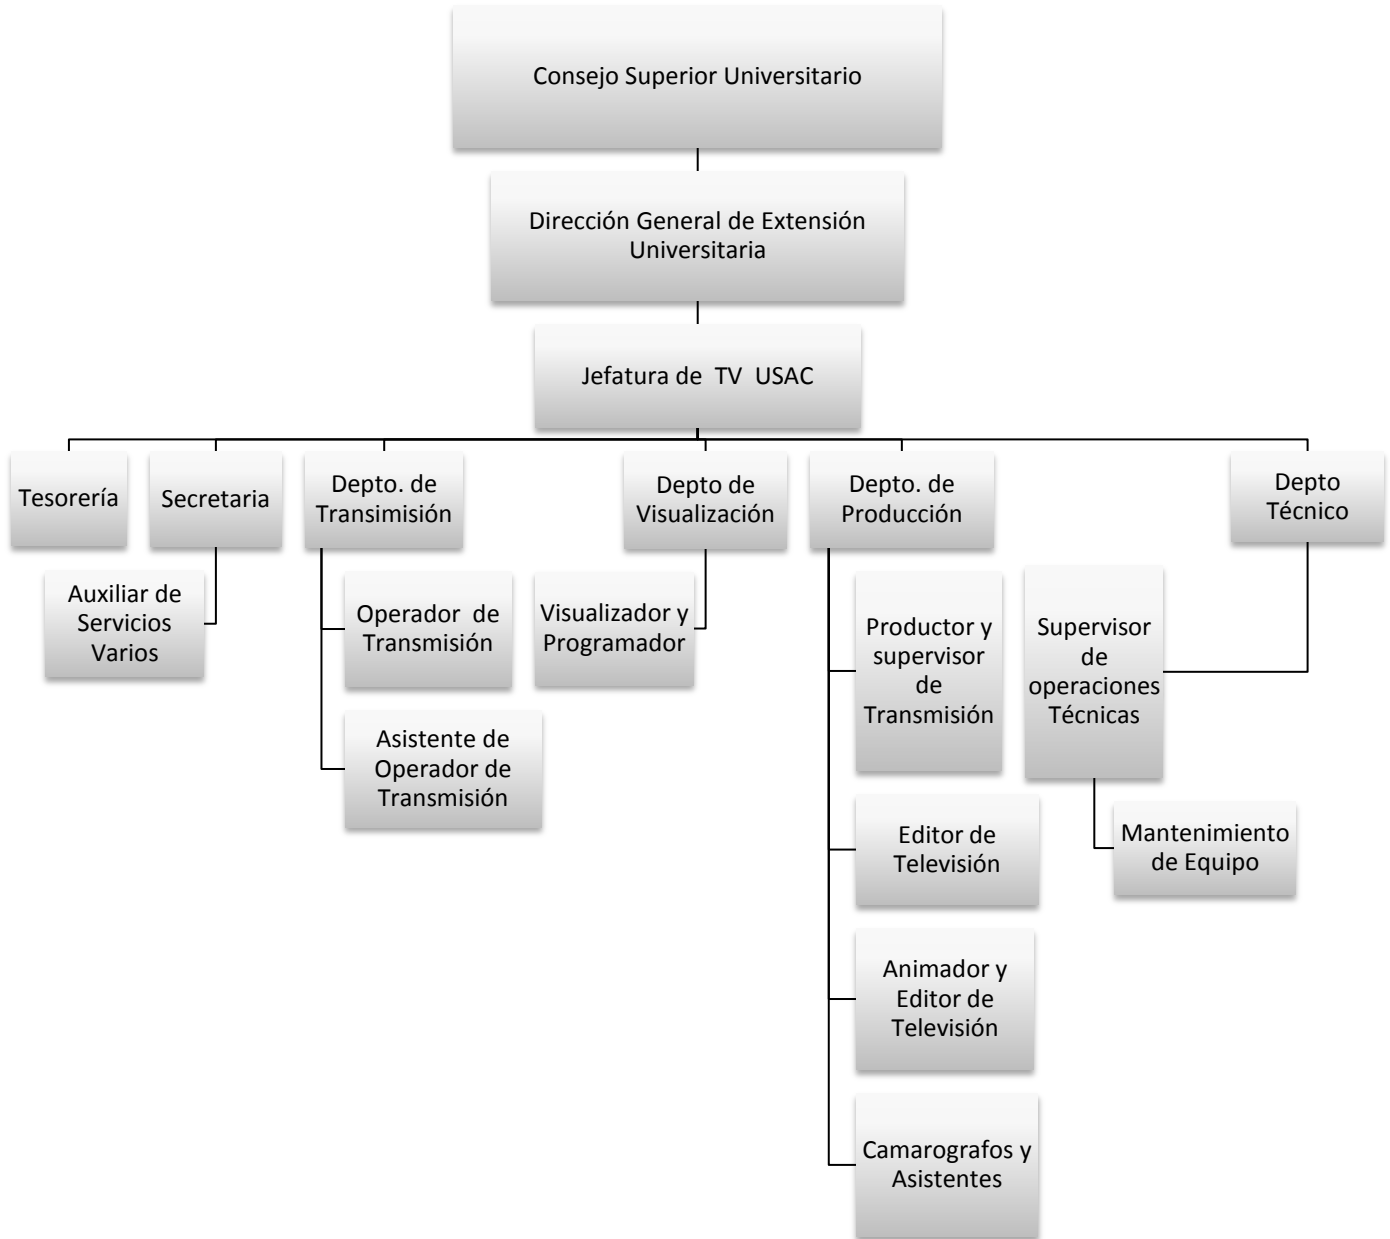 Consejo Superior Universitario
Dirección General de Extensión
Universitaria
Jefatura de TV USAC
Tesorería
Secretaria
Depto. de
Transimisión
Depto de
Visualización
Depto. de
Producción
Depto
Técnico
Auxiliar de
Servicios
Varios
Operador de
Transmisión
Asistente de
Operador de
Transmisión
Visualizador y
Programador
Productor y
supervisor
de
Transmisión
Editor de
Televisión
Animador y
Editor de
Televisión
Camarografos y
Asistentes
Supervisor
de
operaciones
Técnicas
Mantenimiento
de Equipo